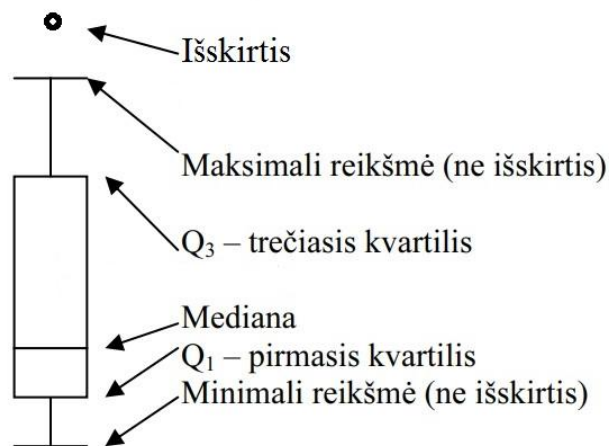 Išskirtis
Maksimali reikšmė (ne išskirtis)
Q₃ – trečiasis kvartilis
Mediana
Q₁ – pirmasis kvartilis
Minimali reikšmė (ne išskirtis)